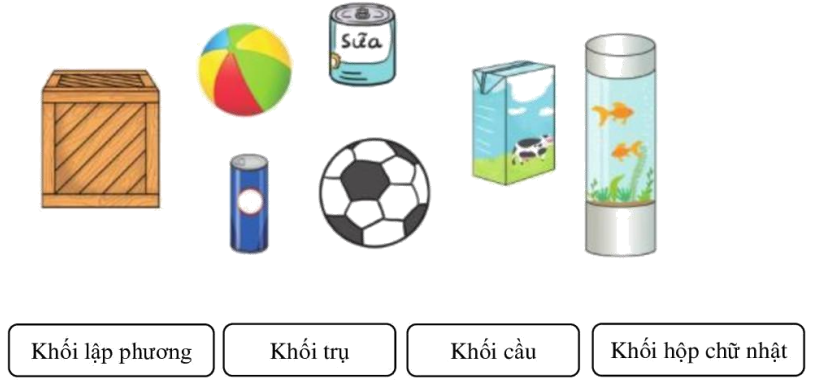 Sữa
Khối lập phương
Khối trụ
Khối cầu
Khối hộp chữ nhật